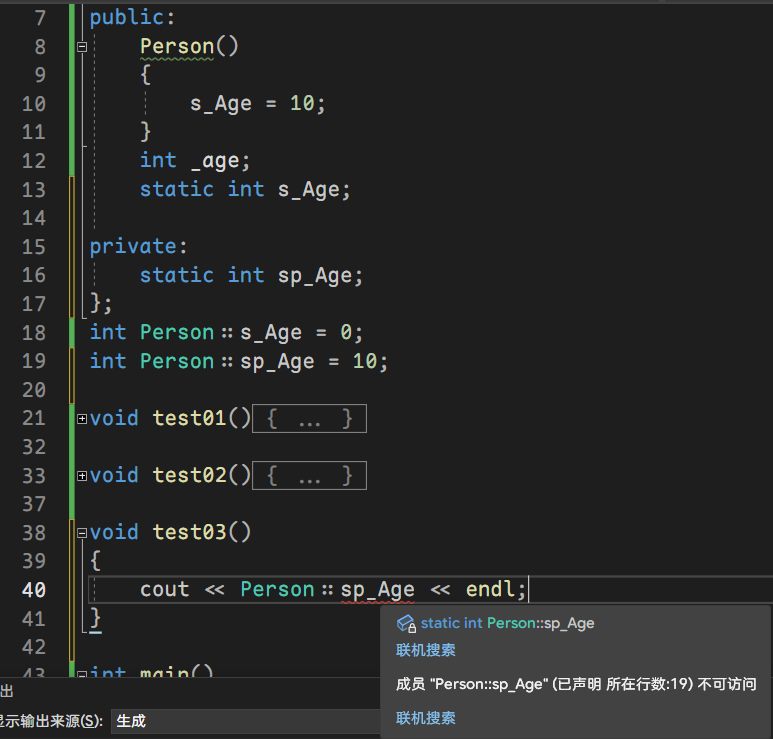 7 public:
8 Person()
9 {
10 s_Age = 10;
11 }
12 int _age;
13 static int s_Age;
14
15 private:
16 static int sp_Age;
17 };
18 int Person::s_Age = 0;
19 int Person::sp_Age = 10;
20
21 void test01(){ ... }
32
33 void test02(){ ... }
37
38 void test03()
39 {
40 cout << Person::sp_Age << endl;
41 }
42
43 int main()
static int Person::sp_Age
联机搜索
成员 "Person::sp_Age" (已声明 所在行数:19) 不可访问
联机搜索
出
显示输出来源(S): 生成